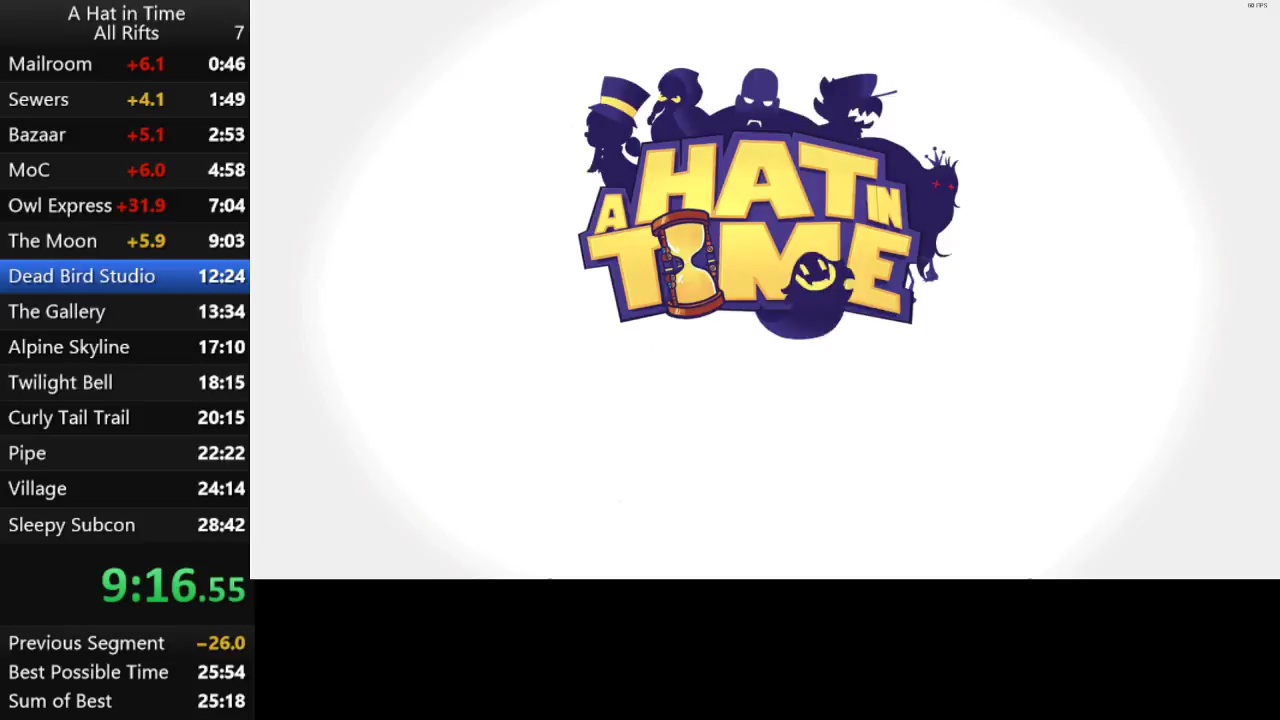 A Hat in Time
All Rifts 7
Mailroom +6.1 0:46
Sewers +4.1 1:49
Bazaar +5.1 2:53
MoC +6.0 4:58
Owl Express +31.9 7:04
The Moon +5.9 9:03
Dead Bird Studio 12:24
The Gallery 13:34
Alpine Skyline 17:10
Twilight Bell 18:15
Curly Tail Trail 20:15
Pipe 22:22
Village 24:14
Sleepy Subcon 28:42
9:16.55
Previous Segment −26.0
Best Possible Time 25:54
Sum of Best 25:18
60 FPS
A HAT IN
TIME